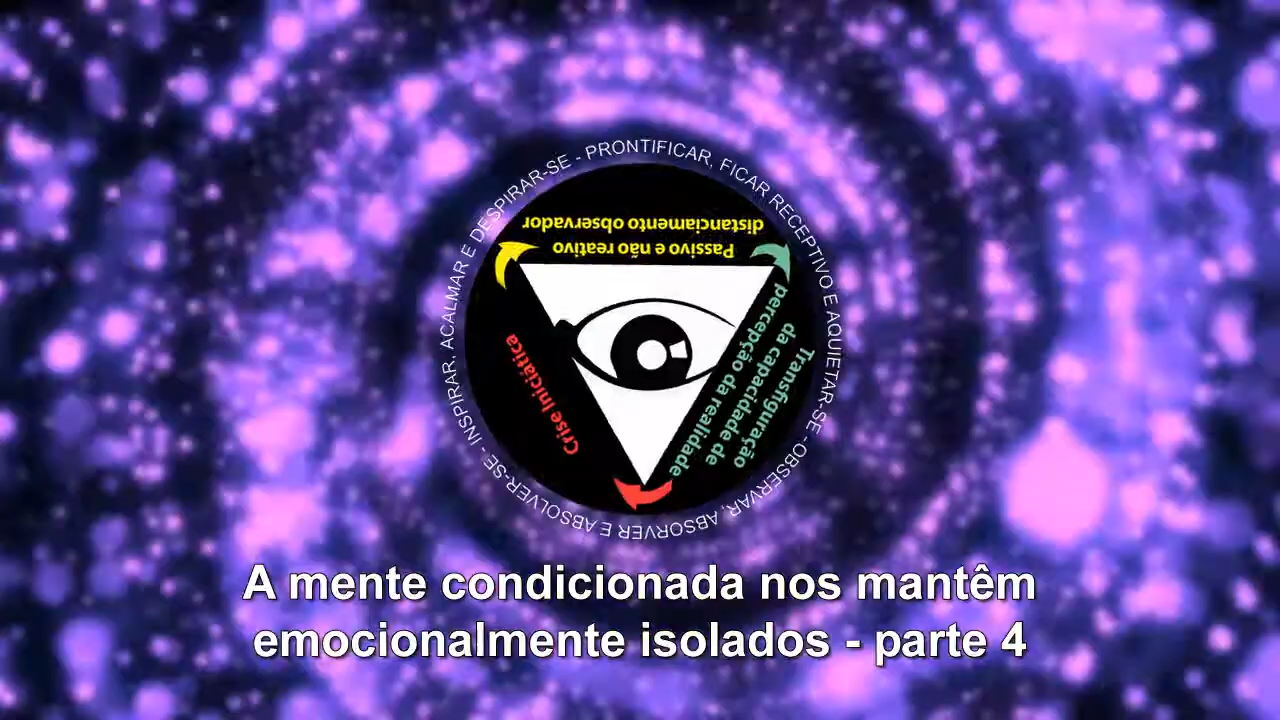 INSPIRAR, ACALMAR E DESPIRAR-SE - PRONTIFICAR, FICAR RECEPTIVO E AQUIETAR-SE - OBSERVAR, ABSORVER E ABSOLVER-SE -
Passivo e não reativo
distanciamento observador
Transfiguração
da capacidade de
percepção da realidade
Crise Iniciática
A mente condicionada nos mantêm
emocionalmente isolados - parte 4